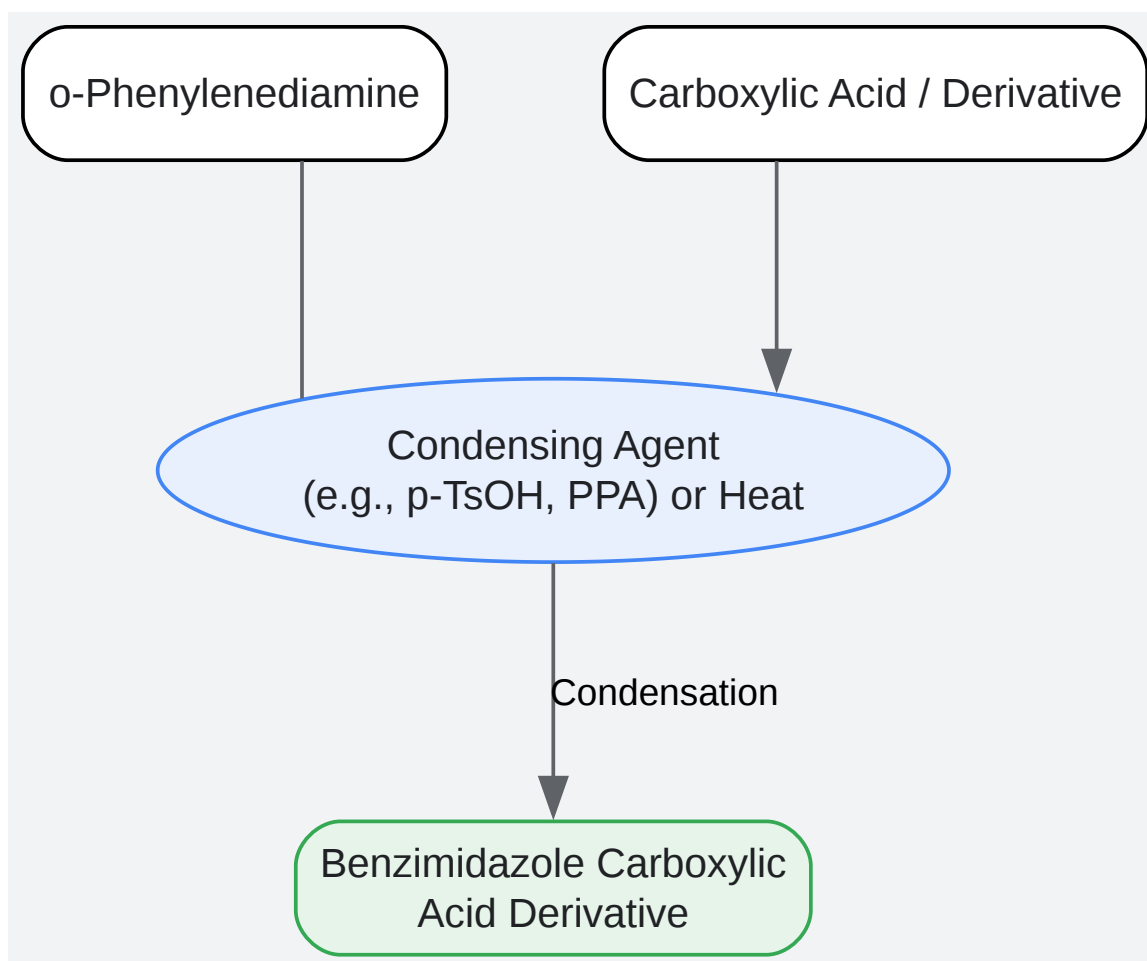 o-Phenylenediamine
Carboxylic Acid / Derivative
Condensing Agent
(e.g., p-TsOH, PPA) or Heat
Condensation
Benzimidazole Carboxylic
Acid Derivative